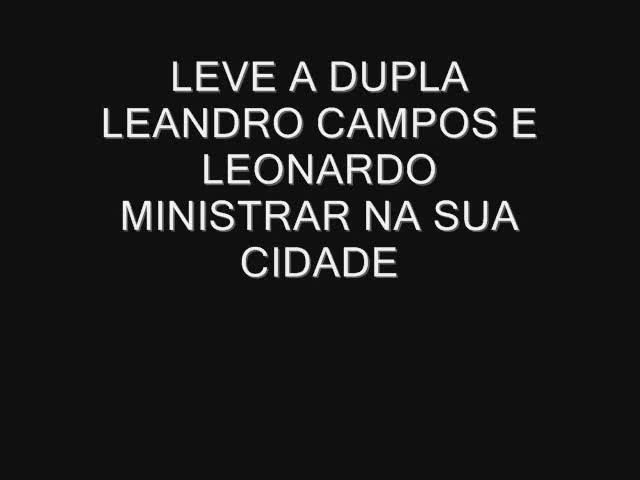 LEVE A DUPLA
LEANDRO CAMPOS E
LEONARDO
MINISTRAR NA SUA
CIDADE